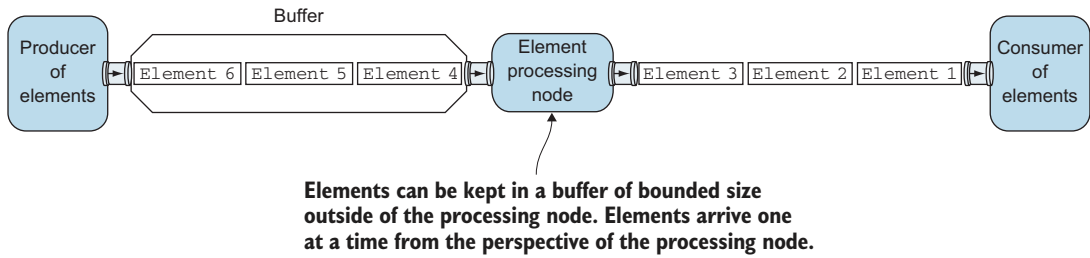 Buffer
Producer
of
elements
Element 6
Element 5
Element 4
Element
processing
node
Element 3
Element 2
Element 1
Consumer
of
elements
Elements can be kept in a buffer of bounded size
outside of the processing node. Elements arrive one
at a time from the perspective of the processing node.